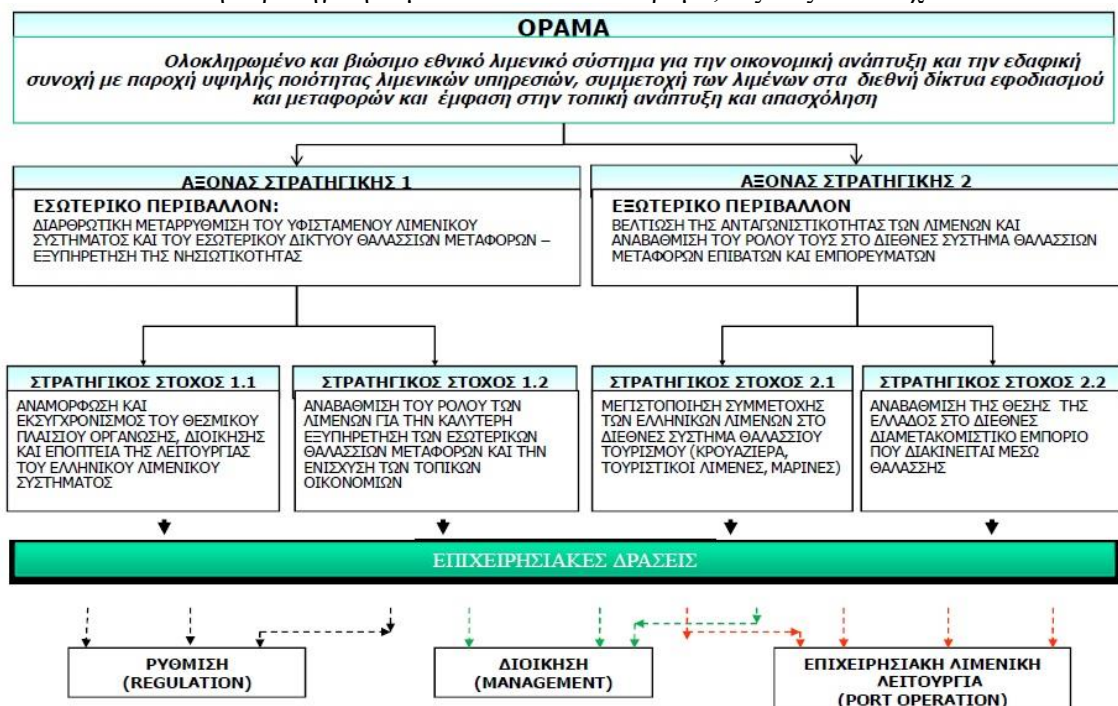 ΟΡΑΜΑ
Ολοκληρωμένο και βιώσιμο εθνικό λιμενικό σύστημα για την οικονομική ανάπτυξη και την εδαφική
συνοχή με παροχή υψηλής ποιότητας λιμενικών υπηρεσιών, συμμετοχή των λιμένων στα διεθνή δίκτυα εφοδιασμού
και μεταφορών και έμφαση στην τοπική ανάπτυξη και απασχόληση
ΑΞΟΝΑΣ ΣΤΡΑΤΗΓΙΚΗΣ 1
ΕΣΩΤΕΡΙΚΟ ΠΕΡΙΒΑΛΛΟΝ:
ΔΙΑΡΘΡΩΤΙΚΗ ΜΕΤΑΡΡΥΘΜΙΣΗ ΤΟΥ ΥΦΙΣΤΑΜΕΝΟΥ ΛΙΜΕΝΙΚΟΥ
ΣΥΣΤΗΜΑΤΟΣ ΚΑΙ ΤΟΥ ΕΣΩΤΕΡΙΚΟΥ ΔΙΚΤΥΟΥ ΘΑΛΑΣΣΙΩΝ ΜΕΤΑΦΟΡΩΝ –
ΕΞΥΠΗΡΕΤΗΣΗ ΤΗΣ ΝΗΣΙΩΤΙΚΟΤΗΤΑΣ
ΑΞΟΝΑΣ ΣΤΡΑΤΗΓΙΚΗΣ 2
ΕΞΩΤΕΡΙΚΟ ΠΕΡΙΒΑΛΛΟΝ
ΒΕΛΤΙΩΣΗ ΤΗΣ ΑΝΤΑΓΩΝΙΣΤΙΚΟΤΗΤΑΣ ΤΩΝ ΛΙΜΕΝΩΝ ΚΑΙ
ΑΝΑΒΑΘΜΙΣΗ ΤΟΥ ΡΟΛΟΥ ΤΟΥΣ ΣΤΟ ΔΙΕΘΝΕΣ ΣΥΣΤΗΜΑ ΘΑΛΑΣΣΙΩΝ
ΜΕΤΑΦΟΡΩΝ ΕΠΙΒΑΤΩΝ ΚΑΙ ΕΜΠΟΡΕΥΜΑΤΩΝ
ΣΤΡΑΤΗΓΙΚΟΣ ΣΤΟΧΟΣ 1.1
ΑΝΑΜΟΡΦΩΣΗ ΚΑΙ
ΕΚΣΥΓΧΡΟΝΙΣΜΟΣ ΤΟΥ ΘΕΣΜΙΚΟΥ
ΠΛΑΙΣΙΟΥ ΟΡΓΑΝΩΣΗΣ, ΔΙΟΙΚΗΣΗΣ
ΚΑΙ ΕΠΟΠΤΕΙΑ ΤΗΣ ΛΕΙΤΟΥΡΓΙΑΣ
ΤΟΥ ΕΛΛΗΝΙΚΟΥ ΛΙΜΕΝΙΚΟΥ
ΣΥΣΤΗΜΑΤΟΣ
ΣΤΡΑΤΗΓΙΚΟΣ ΣΤΟΧΟΣ 1.2
ΑΝΑΒΑΘΜΙΣΗ ΤΟΥ ΡΟΛΟΥ ΤΩΝ
ΛΙΜΕΝΩΝ ΓΙΑ ΤΗΝ ΚΑΛΥΤΕΡΗ
ΕΞΥΠΗΡΕΤΗΣΗ ΤΩΝ ΕΣΩΤΕΡΙΚΩΝ
ΘΑΛΑΣΣΙΩΝ ΜΕΤΑΦΟΡΩΝ ΚΑΙ ΤΗΝ
ΕΝΙΣΧΥΣΗ ΤΩΝ ΤΟΠΙΚΩΝ
ΟΙΚΟΝΟΜΙΩΝ
ΣΤΡΑΤΗΓΙΚΟΣ ΣΤΟΧΟΣ 2.1
ΜΕΓΙΣΤΟΠΟΙΗΣΗ ΣΥΜΜΕΤΟΧΗΣ
ΤΩΝ ΕΛΛΗΝΙΚΩΝ ΛΙΜΕΝΩΝ ΣΤΟ
ΔΙΕΘΝΕΣ ΣΥΣΤΗΜΑ ΘΑΛΑΣΣΙΟΥ
ΤΟΥΡΙΣΜΟΥ (ΚΡΟΥΑΖΙΕΡΑ,
ΤΟΥΡΙΣΤΙΚΟΙ ΛΙΜΕΝΕΣ, ΜΑΡΙΝΕΣ)
ΣΤΡΑΤΗΓΙΚΟΣ ΣΤΟΧΟΣ 2.2
ΑΝΑΒΑΘΜΙΣΗ ΤΗΣ ΘΕΣΗΣ ΤΗΣ
ΕΛΛΑΔΟΣ ΣΤΟ ΔΙΕΘΝΕΣ
ΔΙΑΜΕΤΑΚΟΜΙΣΤΙΚΟ ΕΜΠΟΡΙΟ
ΠΟΥ ΔΙΑΚΙΝΕΙΤΑΙ ΜΕΣΩ
ΘΑΛΑΣΣΗΣ
ΕΠΙΧΕΙΡΗΣΙΑΚΕΣ ΔΡΑΣΕΙΣ
ΡΥΘΜΙΣΗ
(REGULATION)
ΔΙΟΙΚΗΣΗ
(MANAGEMENT)
ΕΠΙΧΕΙΡΗΣΙΑΚΗ ΛΙΜΕΝΙΚΗ
ΛΕΙΤΟΥΡΓΙΑ
(PORT OPERATION)